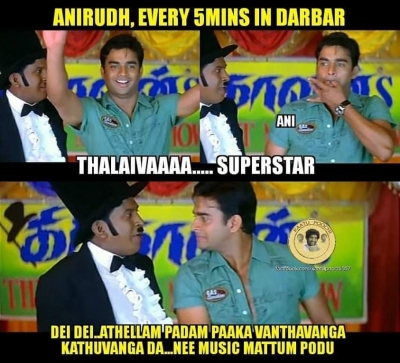 ANIRUDH, EVERY 5MINS IN DARBAR
ANI
THALAIVAAAA..... SUPERSTAR
DEI DEI..ATHELLAM PADAM PAAKA VANTHAVANGA
KATHUVANGA DA...NEE MUSIC MATTUM PODU